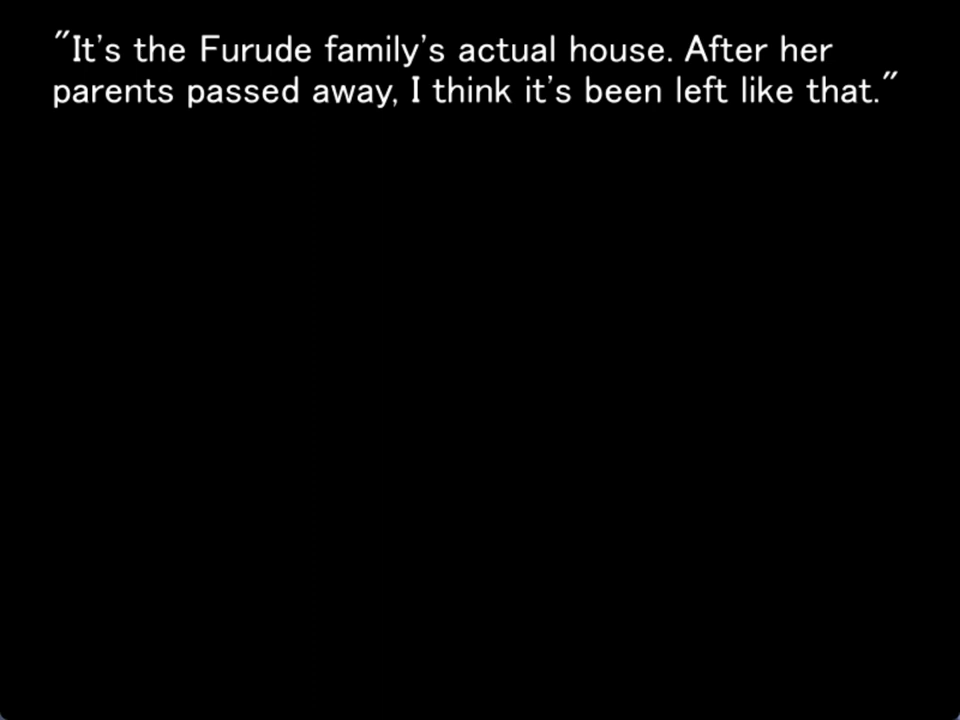 "It's the Furude family's actual house. After her
parents passed away, I think it's been left like that."